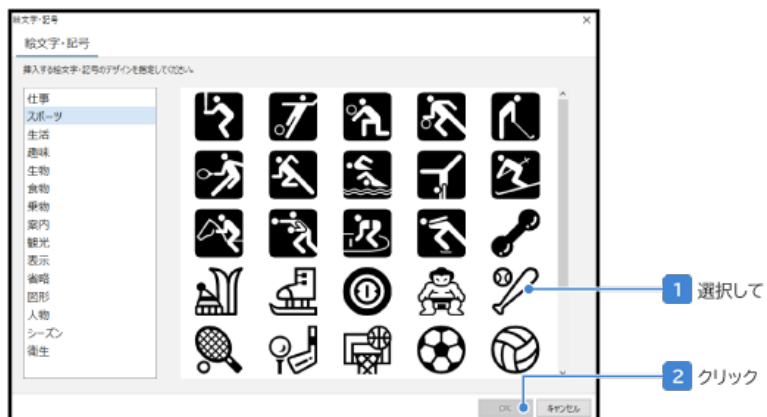 絵文字・記号
絵文字・記号
挿入する絵文字・記号のデザインを指定してください。
仕事
スポーツ
生活
趣味
生物
食物
乗物
案内
観光
表示
省略
図形
人物
シーズン
衛生
1 選択して
2 クリック
OK
キャンセル